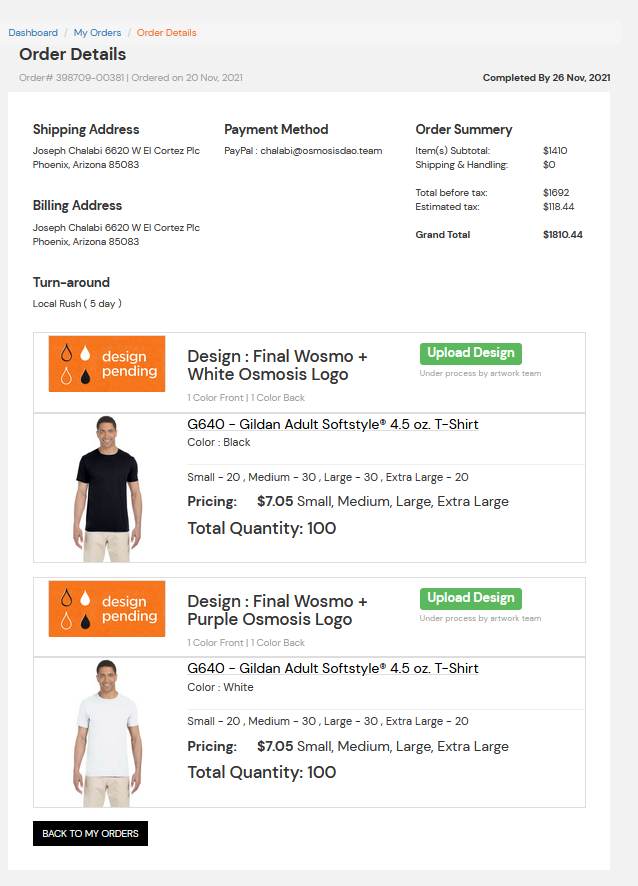 Dashboard / My Orders / Order Details
Order Details
Order# 398709-00381 | Ordered on 20 Nov, 2021
Completed By 26 Nov, 2021
Shipping Address
Joseph Chalabi 6620 W El Cortez Plc
Phoenix, Arizona 85083
Payment Method
PayPal : chalabi@osmosisdao.team
Order Summery
Item(s) Subtotal: $1410
Shipping & Handling: $0
Total before tax: $1692
Estimated tax: $118.44
Grand Total $1810.44
Billing Address
Joseph Chalabi 6620 W El Cortez Plc
Phoenix, Arizona 85083
Turn-around
Local Rush ( 5 day )
design
pending
Design : Final Wosmo +
White Osmosis Logo
1 Color Front | 1 Color Back
Upload Design
Under process by artwork team
G640 - Gildan Adult Softstyle® 4.5 oz. T-Shirt
Color : Black
Small - 20 , Medium - 30 , Large - 30 , Extra Large - 20
Pricing: $7.05 Small, Medium, Large, Extra Large
Total Quantity: 100
design
pending
Design : Final Wosmo +
Purple Osmosis Logo
1 Color Front | 1 Color Back
Upload Design
Under process by artwork team
G640 - Gildan Adult Softstyle® 4.5 oz. T-Shirt
Color : White
Small - 20 , Medium - 30 , Large - 30 , Extra Large - 20
Pricing: $7.05 Small, Medium, Large, Extra Large
Total Quantity: 100
BACK TO MY ORDERS